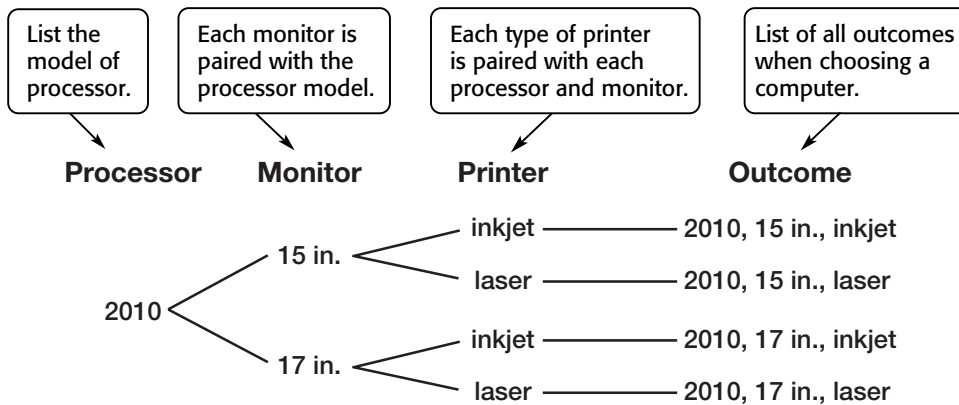 List the
model of
processor.
Each monitor is
paired with the
processor model.
Each type of printer
is paired with each
processor and monitor.
List of all outcomes
when choosing a
computer.
Processor Monitor Printer Outcome
inkjet 2010, 15 in., inkjet
15 in.
laser 2010, 15 in., laser
2010
inkjet 2010, 17 in., inkjet
17 in.
laser 2010, 17 in., laser